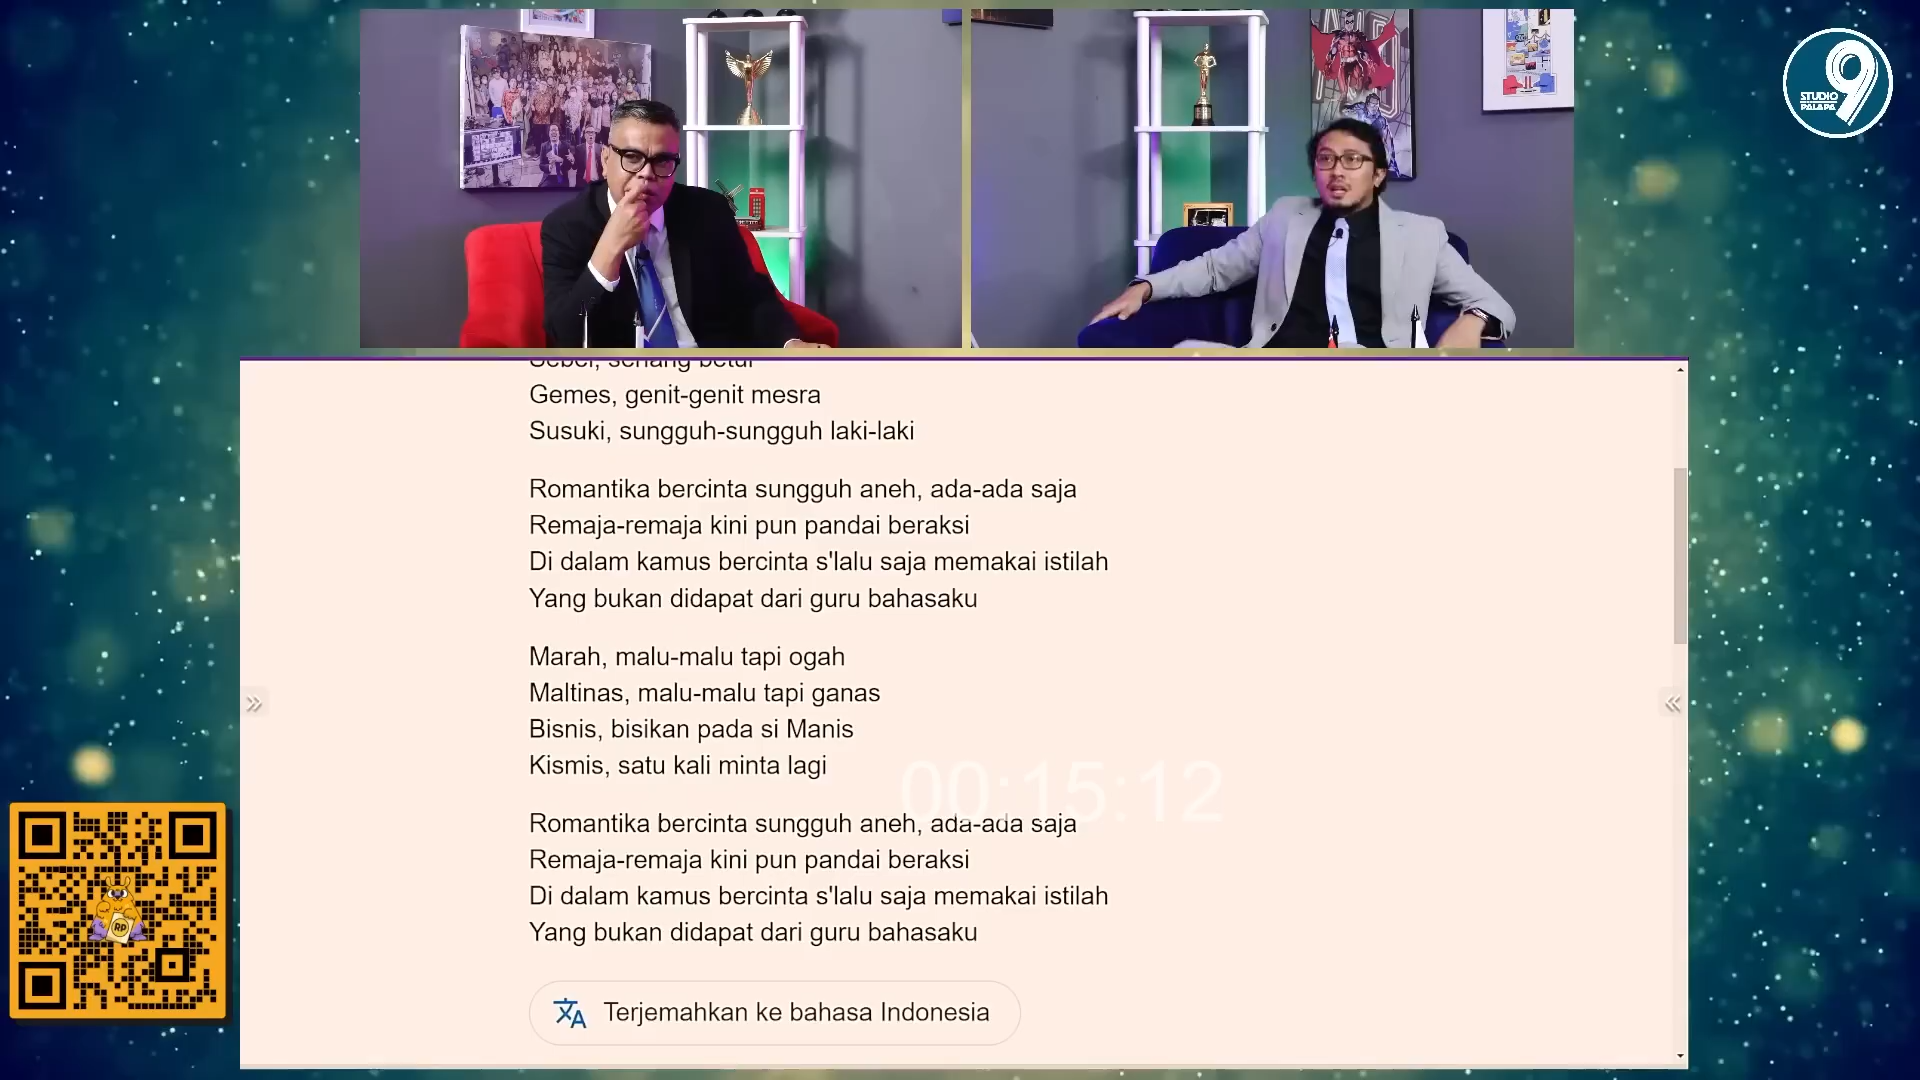 STUDIO
PALAPA
9
Sebel, senang betul
Gemes, genit-genit mesra
Susuki, sungguh-sungguh laki-laki
Romantika bercinta sungguh aneh, ada-ada saja
Remaja-remaja kini pun pandai beraksi
Di dalam kamus bercinta s'lalu saja memakai istilah
Yang bukan didapat dari guru bahasaku
Marah, malu-malu tapi ogah
Maltinas, malu-malu tapi ganas
Bisnis, bisikan pada si Manis
Kismis, satu kali minta lagi
00:15:12
Romantika bercinta sungguh aneh, ada-ada saja
Remaja-remaja kini pun pandai beraksi
Di dalam kamus bercinta s'lalu saja memakai istilah
Yang bukan didapat dari guru bahasaku
Terjemahkan ke bahasa Indonesia
RP